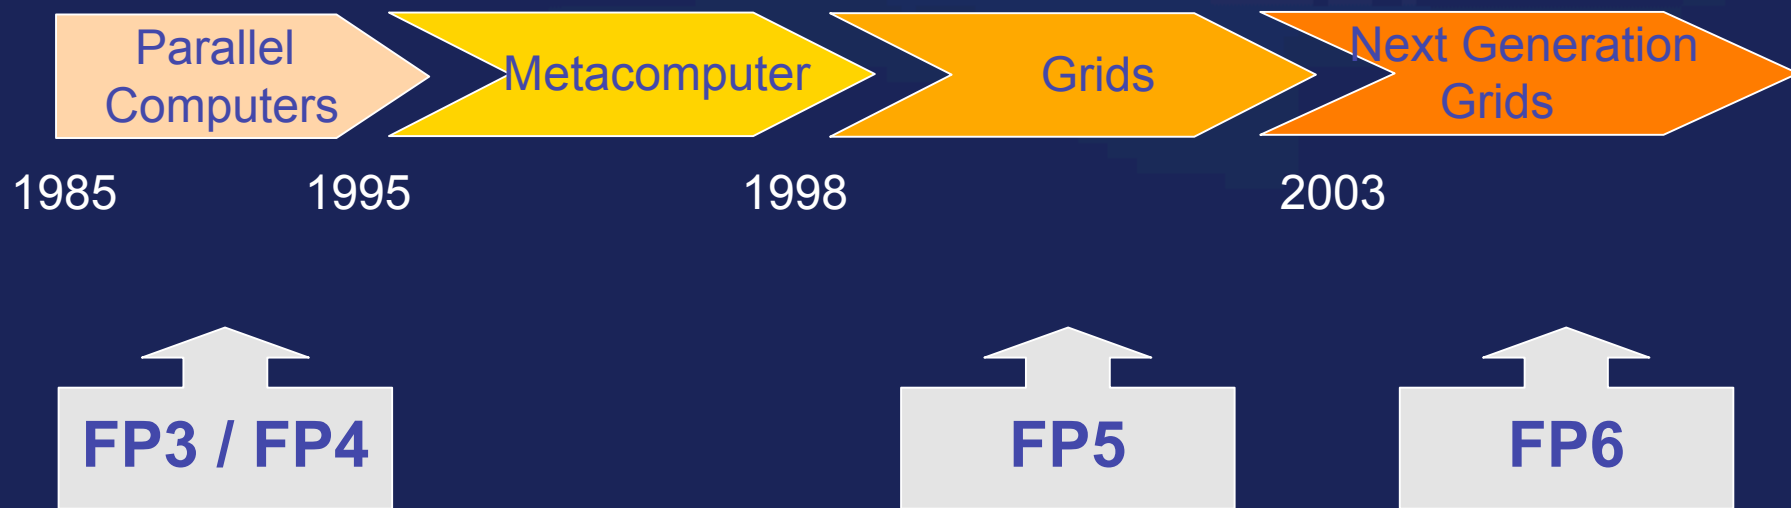 Parallel
Computers
Metacomputer
Grids
Next Generation
Grids
1985
1995
1998
2003
FP3 / FP4
FP5
FP6